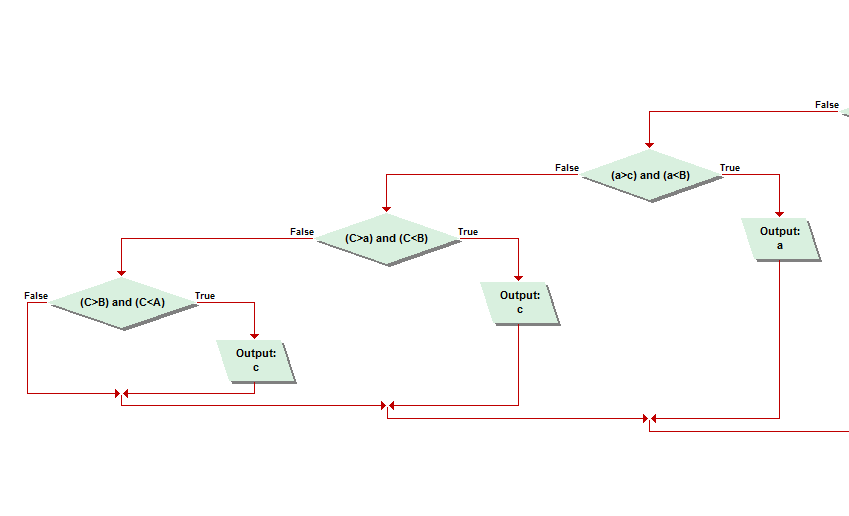 False
False
(a>c) and (a<B)
True
False
(C>a) and (C<B)
True
Output:
a
False
(C>B) and (C<A)
True
Output:
c
Output:
c